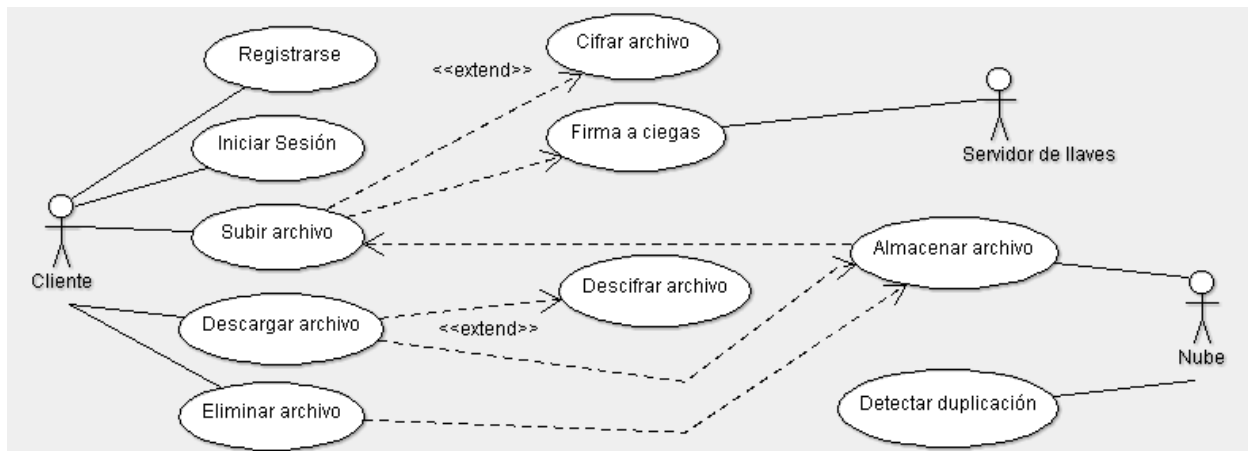 Registrarse
Cifrar archivo
<<extend>>
Firma a ciegas
Servidor de llaves
Iniciar Sesión
Subir archivo
Almacenar archivo
Cliente
Descifrar archivo
Descargar archivo
<<extend>>
Nube
Eliminar archivo
Detectar duplicación